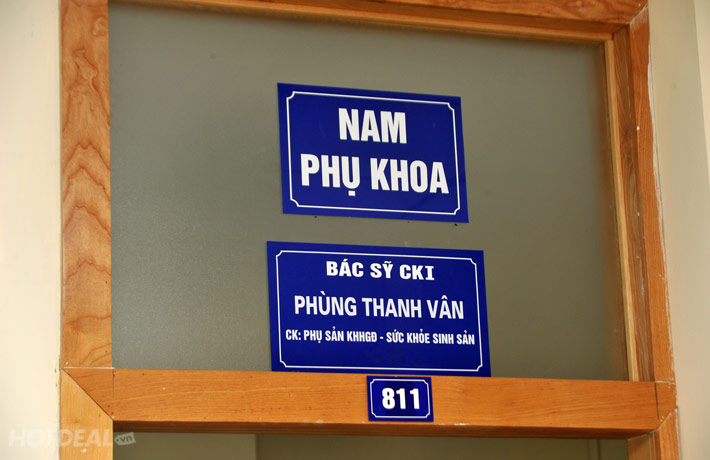 NAM
PHỤ KHOA
BÁC SỸ CKI
PHÙNG THANH VÂN
CK: PHỤ SẢN KHHGĐ - SỨC KHỎE SINH SẢN
811
HOTDEAL.vn